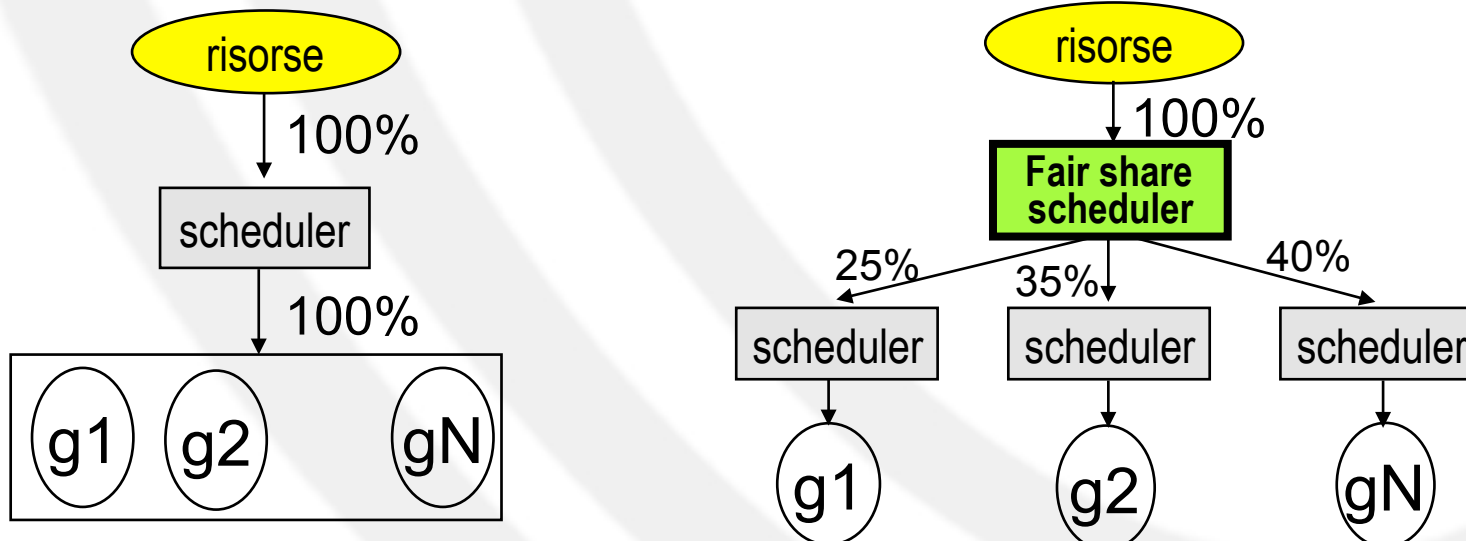 risorse
100%
scheduler
100%
g1 g2 gN
risorse
100%
Fair share
scheduler
25% 35% 40%
scheduler scheduler scheduler
g1 g2 gN